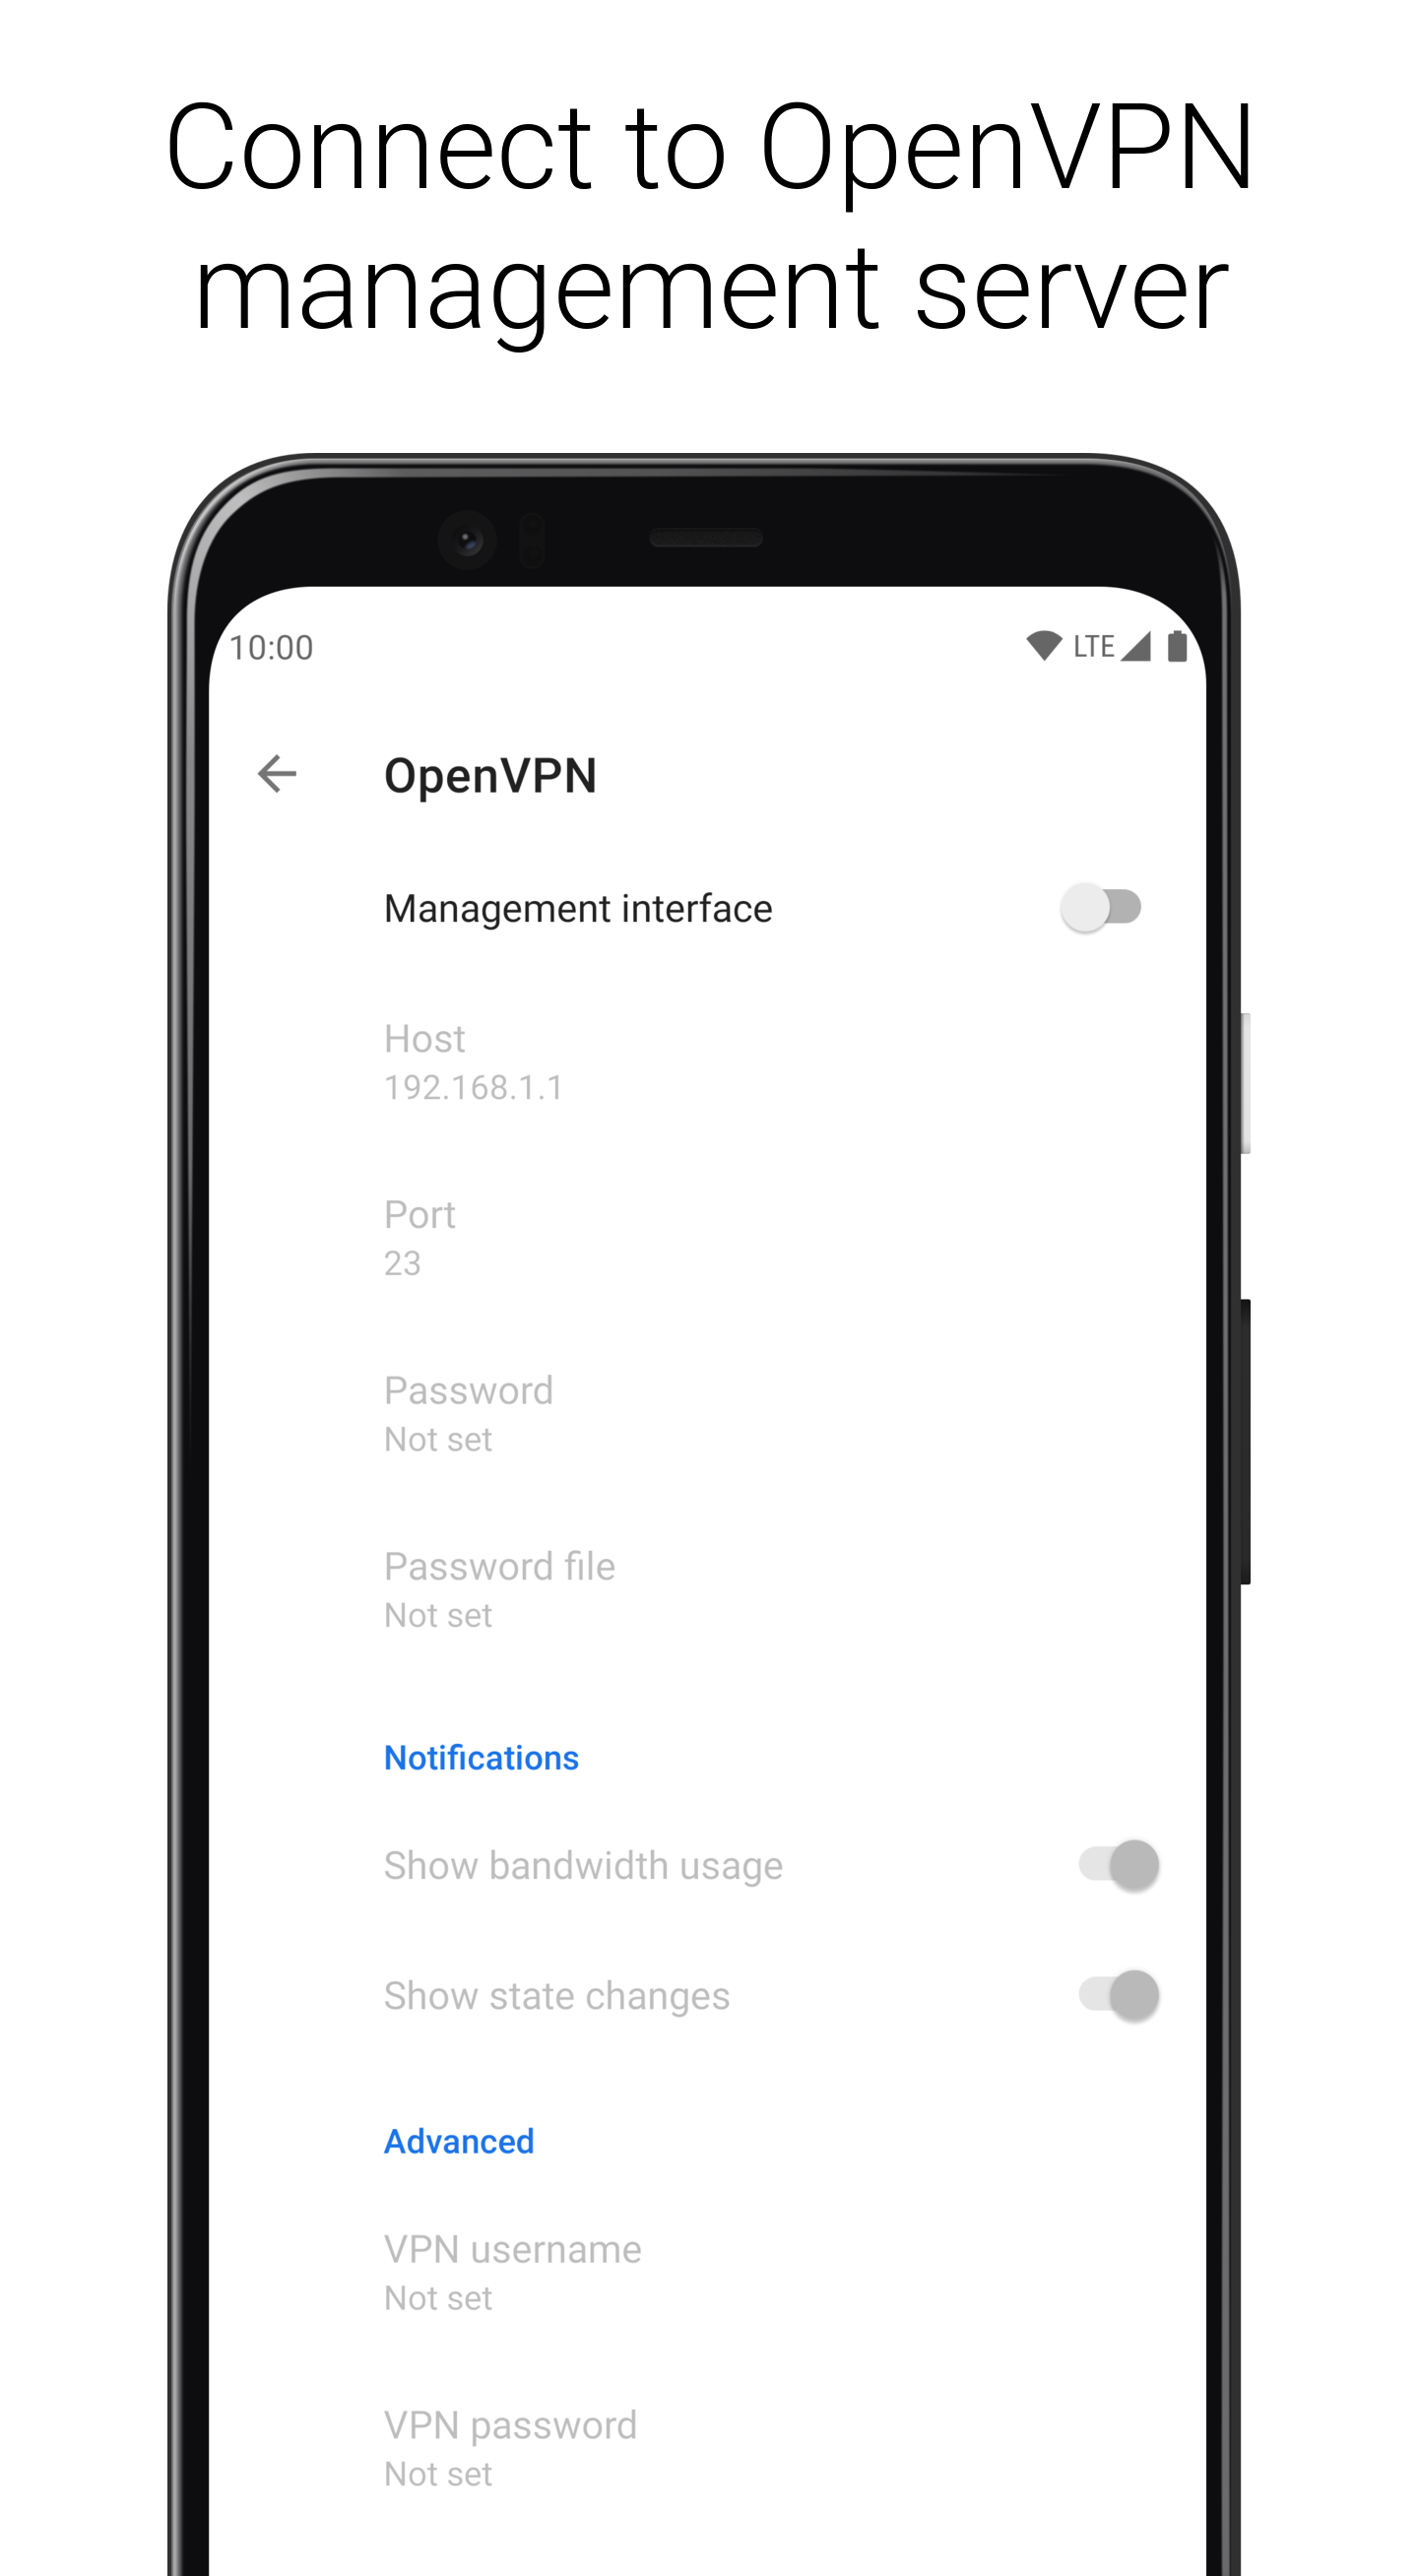 Connect to OpenVPN
management server
10:00
LTE
OpenVPN
Management interface
Host
192.168.1.1
Port
23
Password
Not set
Password file
Not set
Notifications
Show bandwidth usage
Show state changes
Advanced
VPN username
Not set
VPN password
Not set